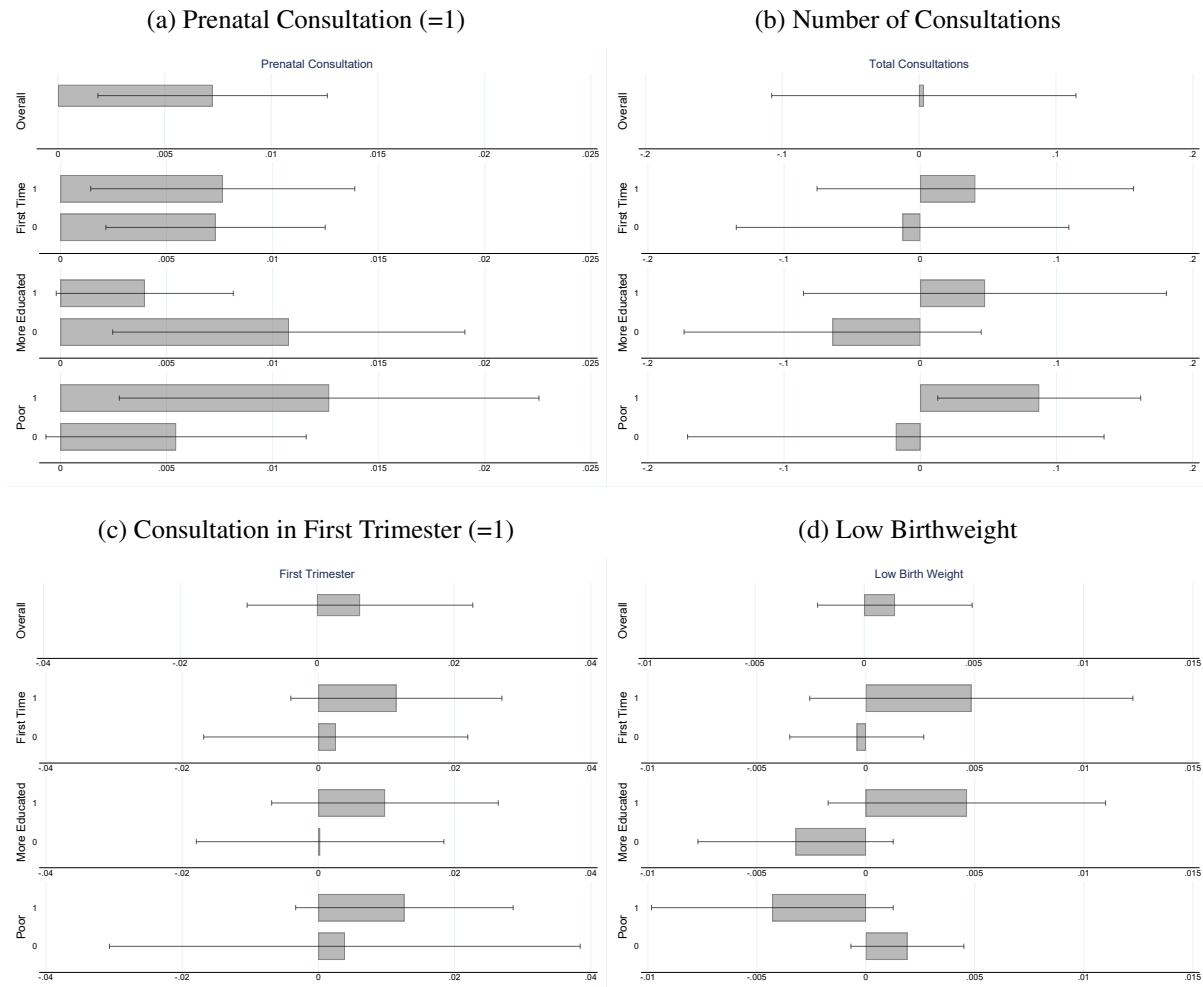 (a) Prenatal Consultation (=1)
Prenatal Consultation
Overall
0 .005 .01 .015 .02 .025
First Time
1
0
0 .005 .01 .015 .02 .025
More Educated
1
0
0 .005 .01 .015 .02 .025
Poor
1
0
0 .005 .01 .015 .02 .025
(b) Number of Consultations
Total Consultations
Overall
-.2 -.1 0 .1 .2
First Time
1
0
-.2 -.1 0 .1 .2
More Educated
1
0
-.2 -.1 0 .1 .2
Poor
1
0
-.2 -.1 0 .1 .2
(c) Consultation in First Trimester (=1)
First Trimester
Overall
-.04 -.02 0 .02 .04
First Time
1
0
-.04 -.02 0 .02 .04
More Educated
1
0
-.04 -.02 0 .02 .04
Poor
1
0
-.04 -.02 0 .02 .04
(d) Low Birthweight
Low Birth Weight
Overall
-.01 -.005 0 .005 .01 .015
First Time
1
0
-.01 -.005 0 .005 .01 .015
More Educated
1
0
-.01 -.005 0 .005 .01 .015
Poor
1
0
-.01 -.005 0 .005 .01 .015